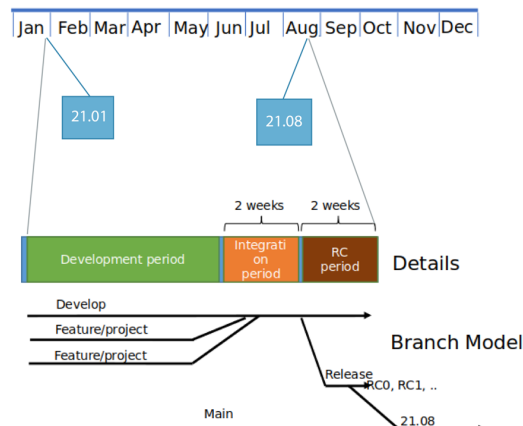 Jan Feb Mar Apr May Jun Jul Aug Sep Oct Nov Dec
21.01
21.08
2 weeks 2 weeks
Development period
Integrati
on
period
RC
period
Details
Develop
Feature/project
Feature/project
Branch Model
Release
RC0, RC1, ..
Main
21.08